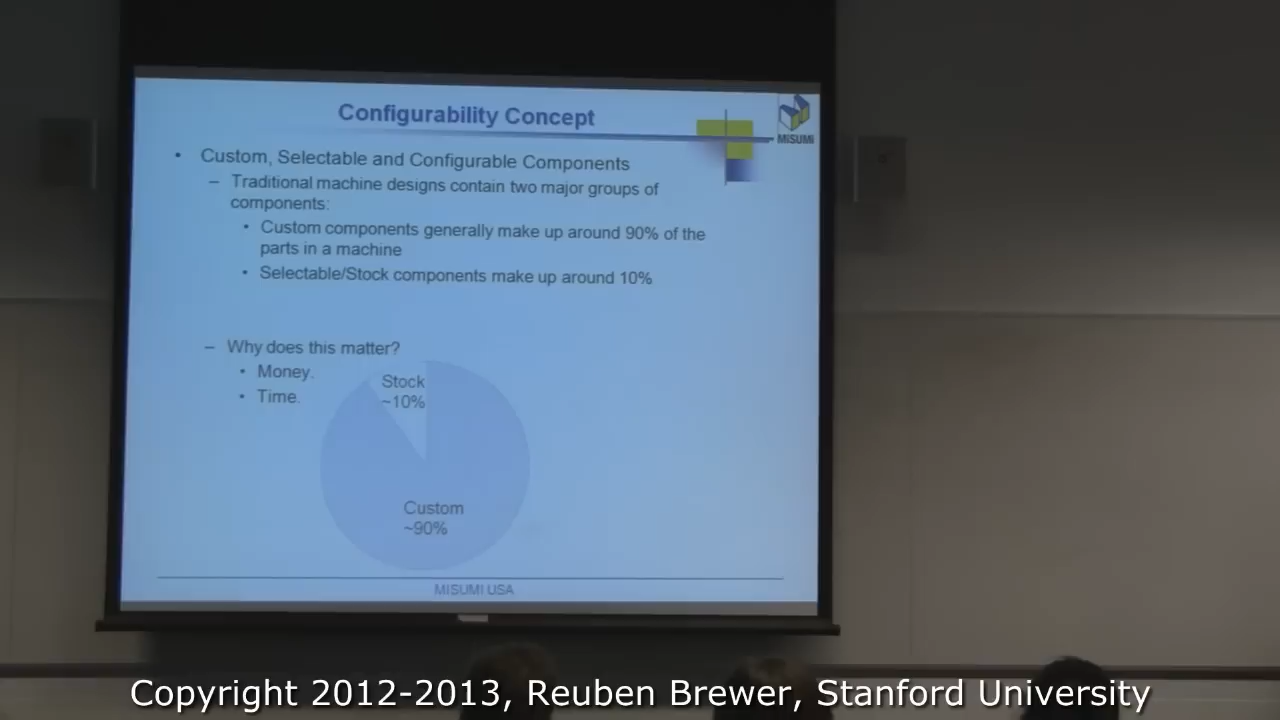 Configurability Concept
MISUMI
• Custom, Selectable and Configurable Components
– Traditional machine designs contain two major groups of
components:
• Custom components generally make up around 90% of the
parts in a machine
• Selectable/Stock components make up around 10%
– Why does this matter?
• Money.
• Time.
Stock
~10%
Custom
~90%
MISUMI USA
Copyright 2012-2013, Reuben Brewer, Stanford University